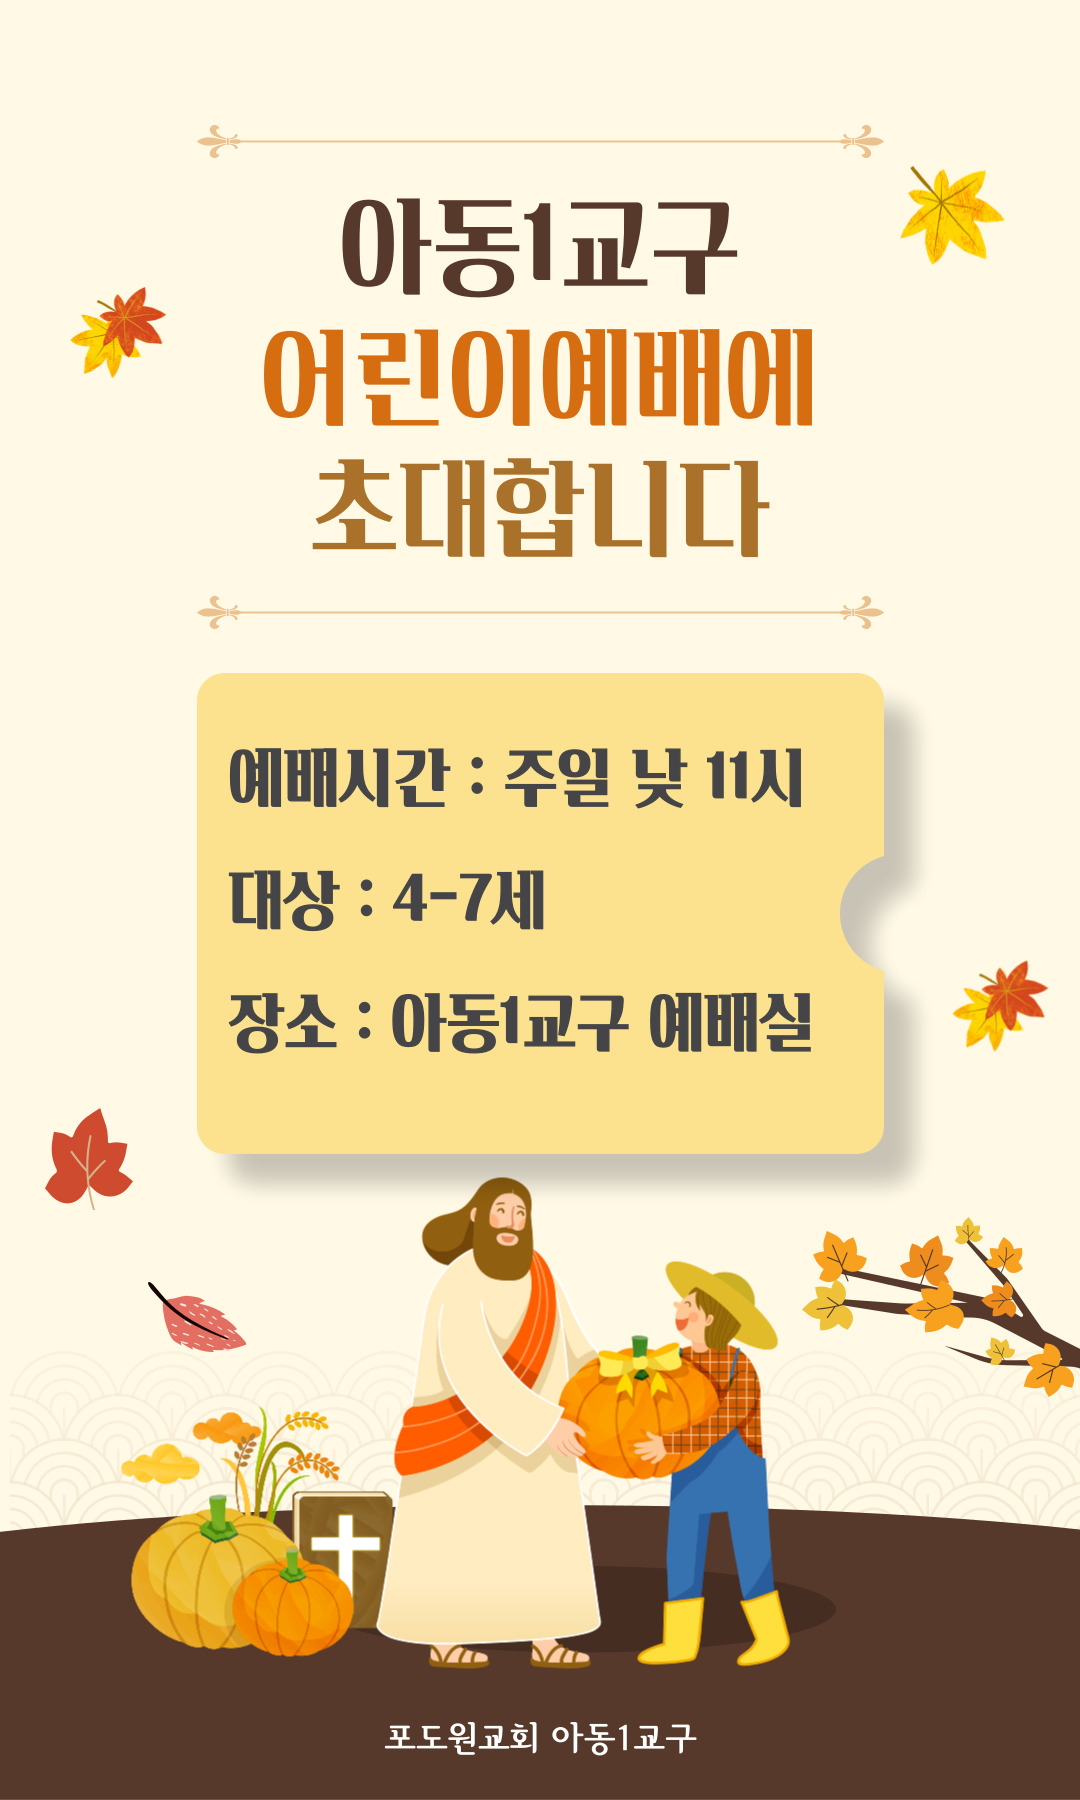 아동1교구
어린이예배에
초대합니다
예배시간 : 주일 낮 11시
대상 : 4-7세
장소 : 아동1교구 예배실
포도원교회 아동1교구